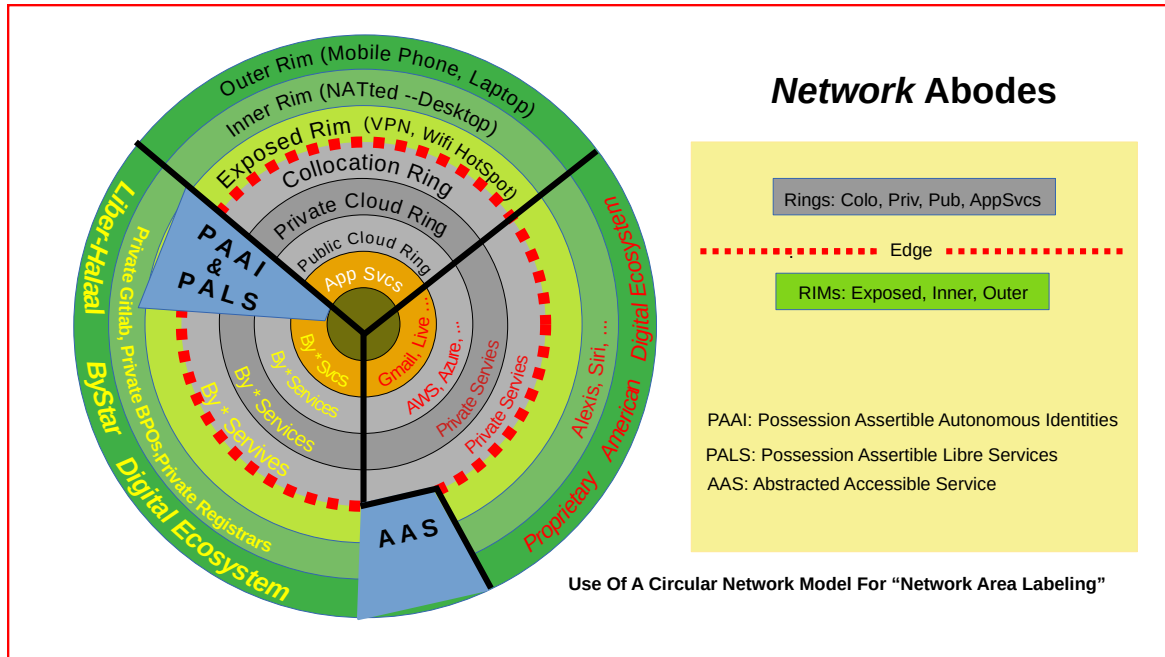 Network Abodes
Outer Rim (Mobile Phone, Laptop)
Inner Rim (NATted --Desktop)
Exposed Rim (VPN, Wifi HotSpot)
Collocation Ring
Private Cloud Ring
Public Cloud Ring
App Svcs
PAAI
&
PALS
Liber-Halaal ByStar Digital Ecosystem
Private Gitlab, Private BPOs,Private Registrars
By * Servives
By * Services
By * Services
By * Svcs
Gmail, Live ...
AWS, Azure, ...
Private Servies
Private Servies
Alexis, Siri, ...
Proprietary American Digital Ecosystem
AAS
Rings: Colo, Priv, Pub, AppSvcs
Edge
RIMs: Exposed, Inner, Outer
PAAI: Possession Assertible Autonomous Identities
PALS: Possession Assertible Libre Services
AAS: Abstracted Accessible Service
Use Of A Circular Network Model For “Network Area Labeling”